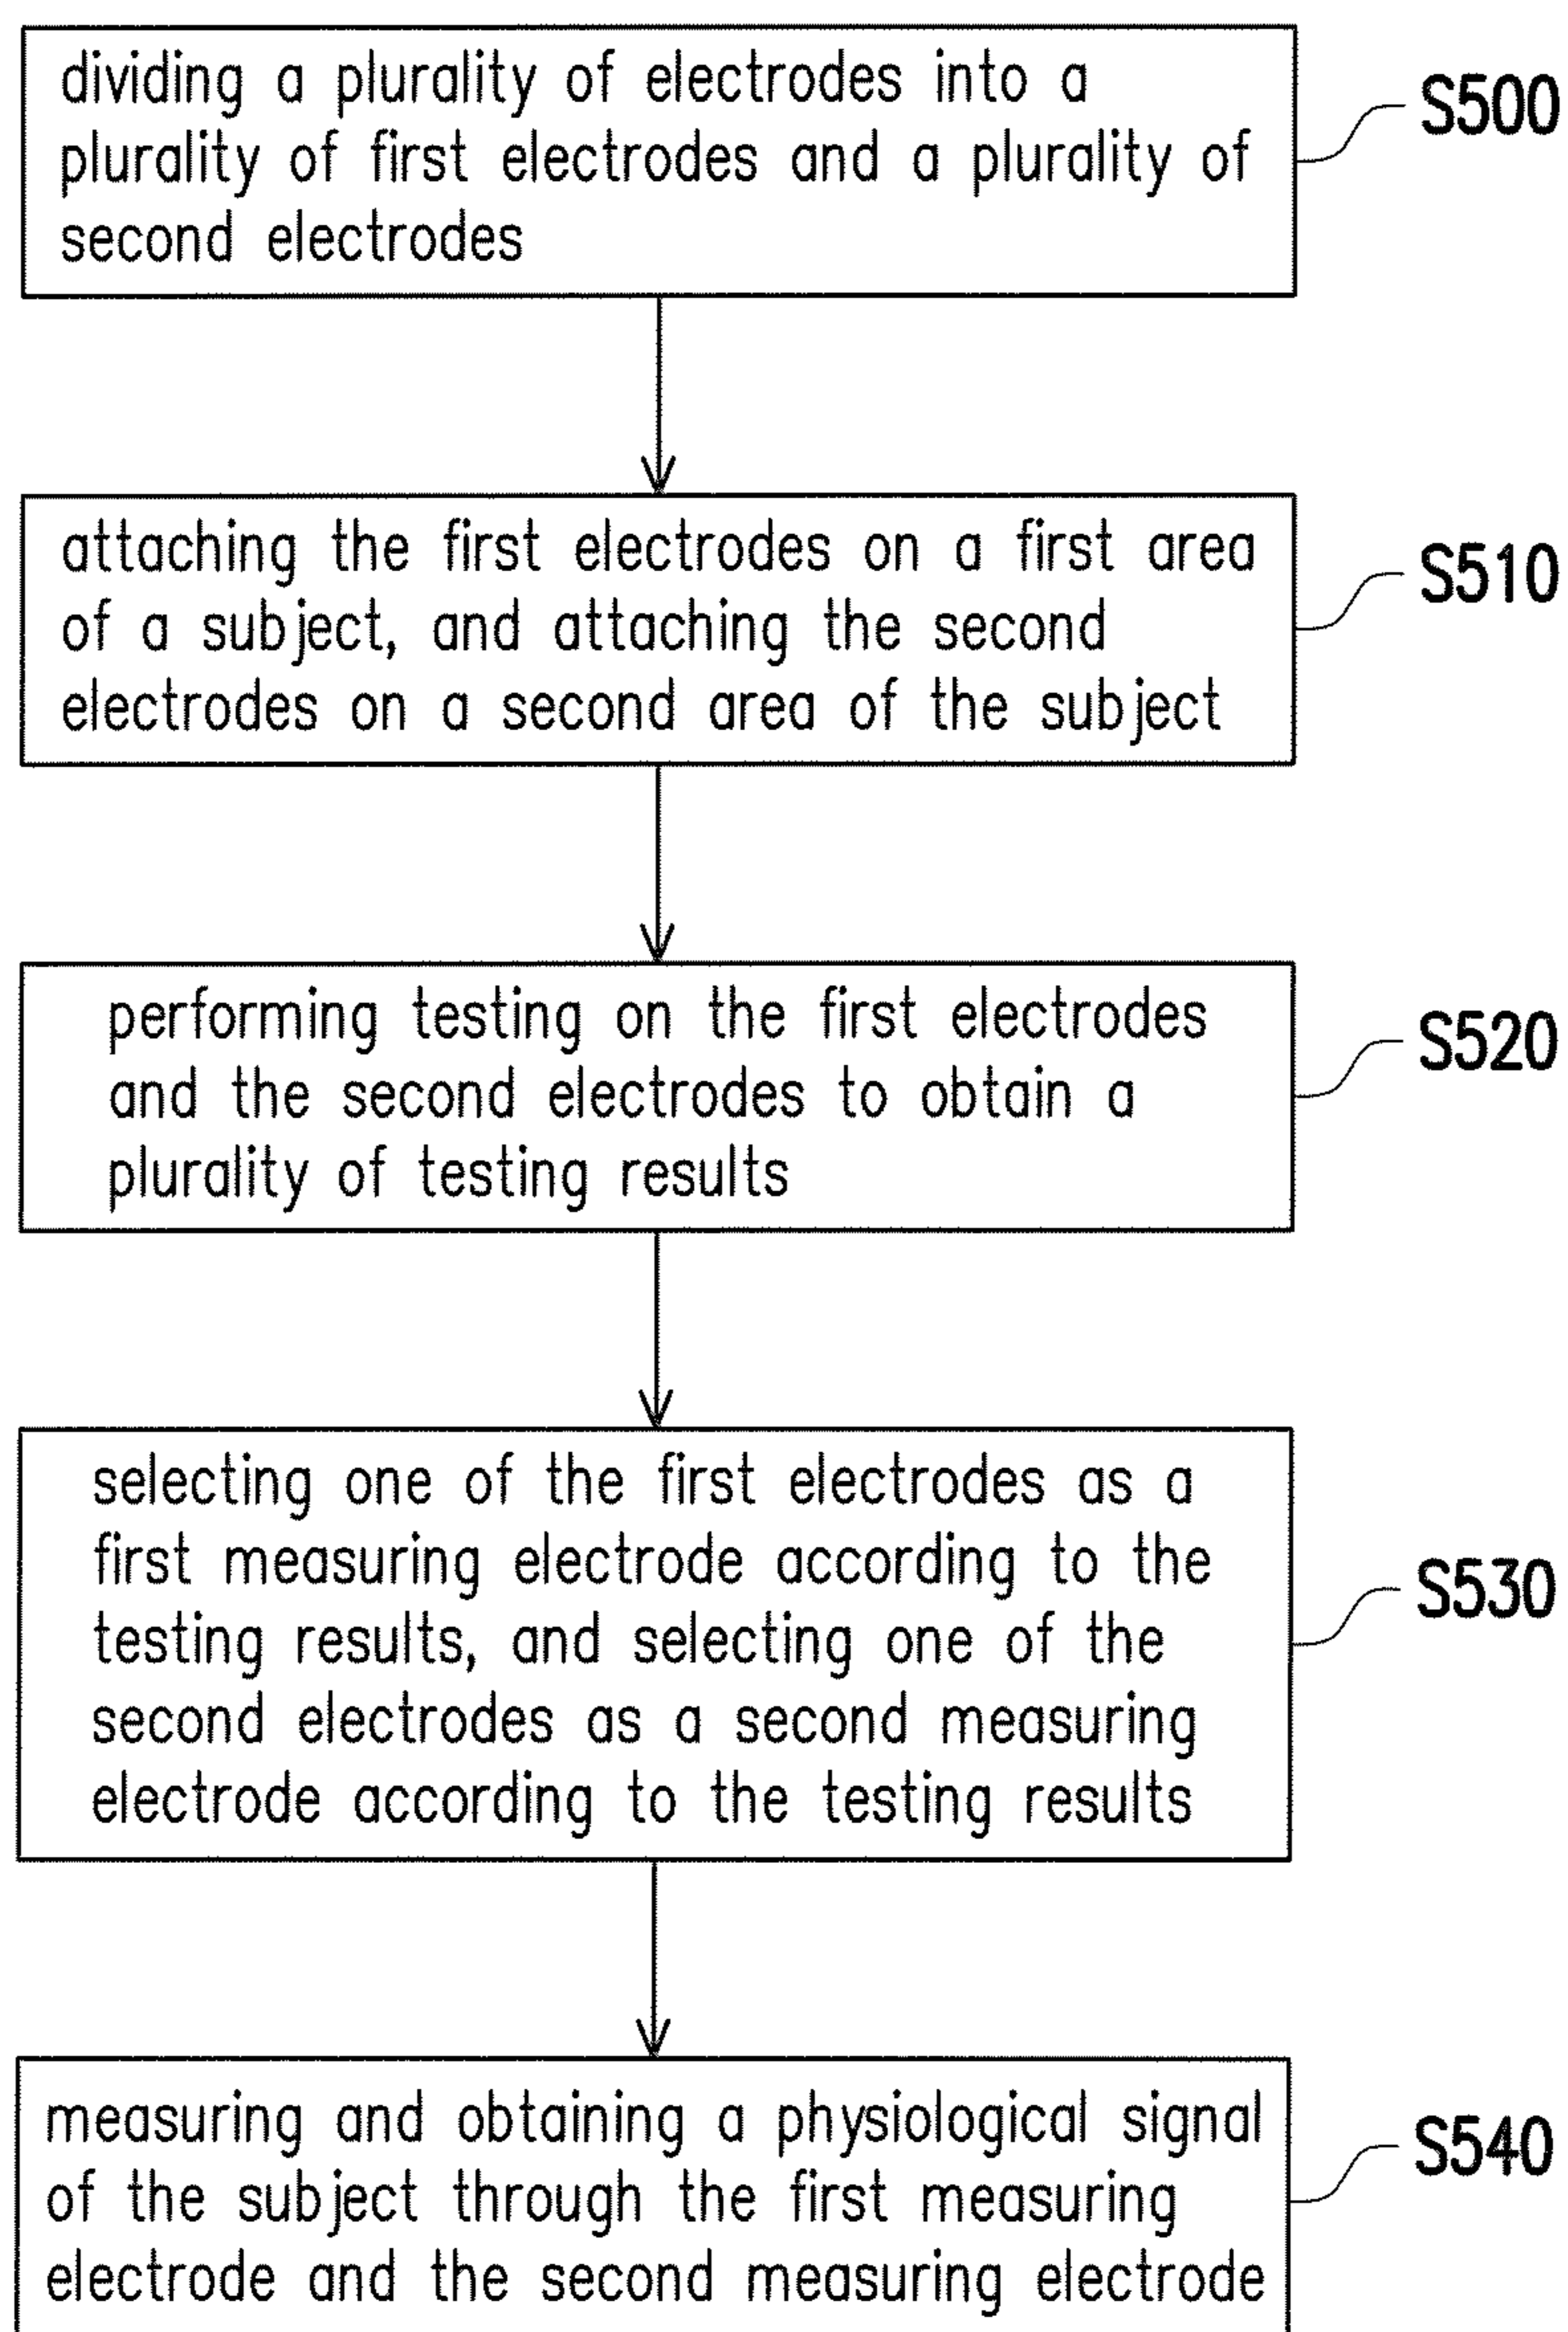 dividing a plurality of electrodes into a
plurality of first electrodes and a plurality of
second electrodes
S500
attaching the first electrodes on a first area
of a subject, and attaching the second
electrodes on a second area of the subject
S510
performing testing on the first electrodes
and the second electrodes to obtain a
plurality of testing results
S520
selecting one of the first electrodes as a
first measuring electrode according to the
testing results, and selecting one of the
second electrodes as a second measuring
electrode according to the testing results
S530
measuring and obtaining a physiological signal
of the subject through the first measuring
electrode and the second measuring electrode
S540